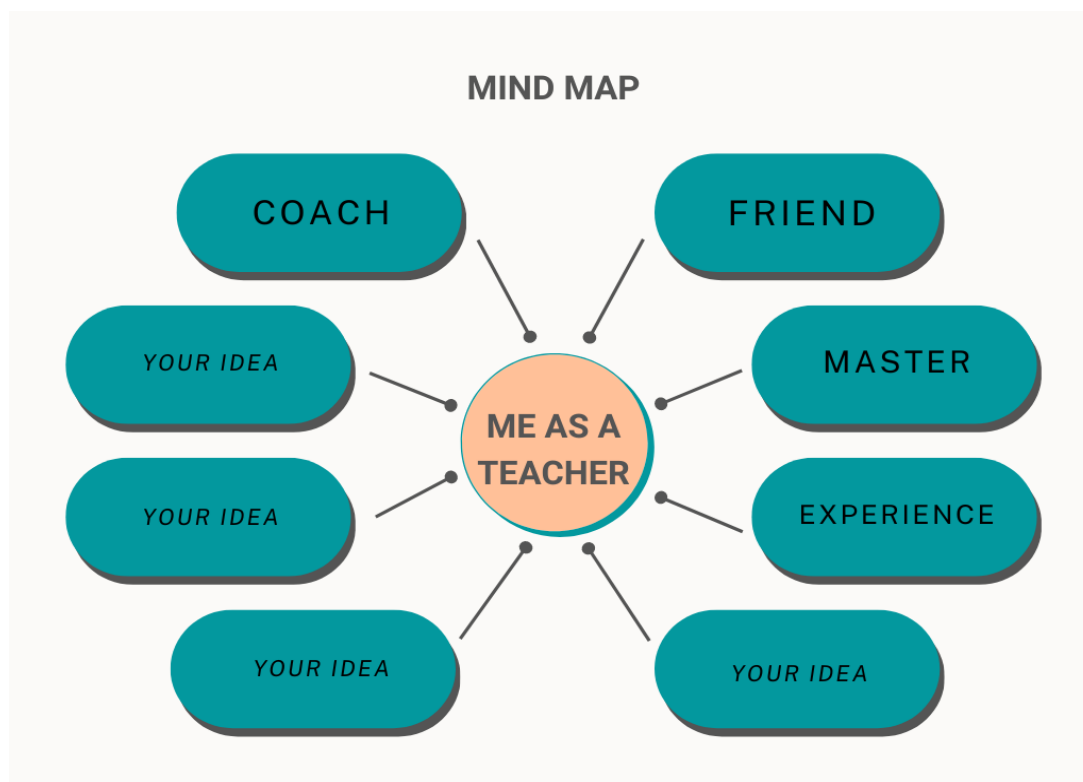 MIND MAP
COACH
FRIEND
YOUR IDEA
MASTER
ME AS A
TEACHER
YOUR IDEA
EXPERIENCE
YOUR IDEA
YOUR IDEA